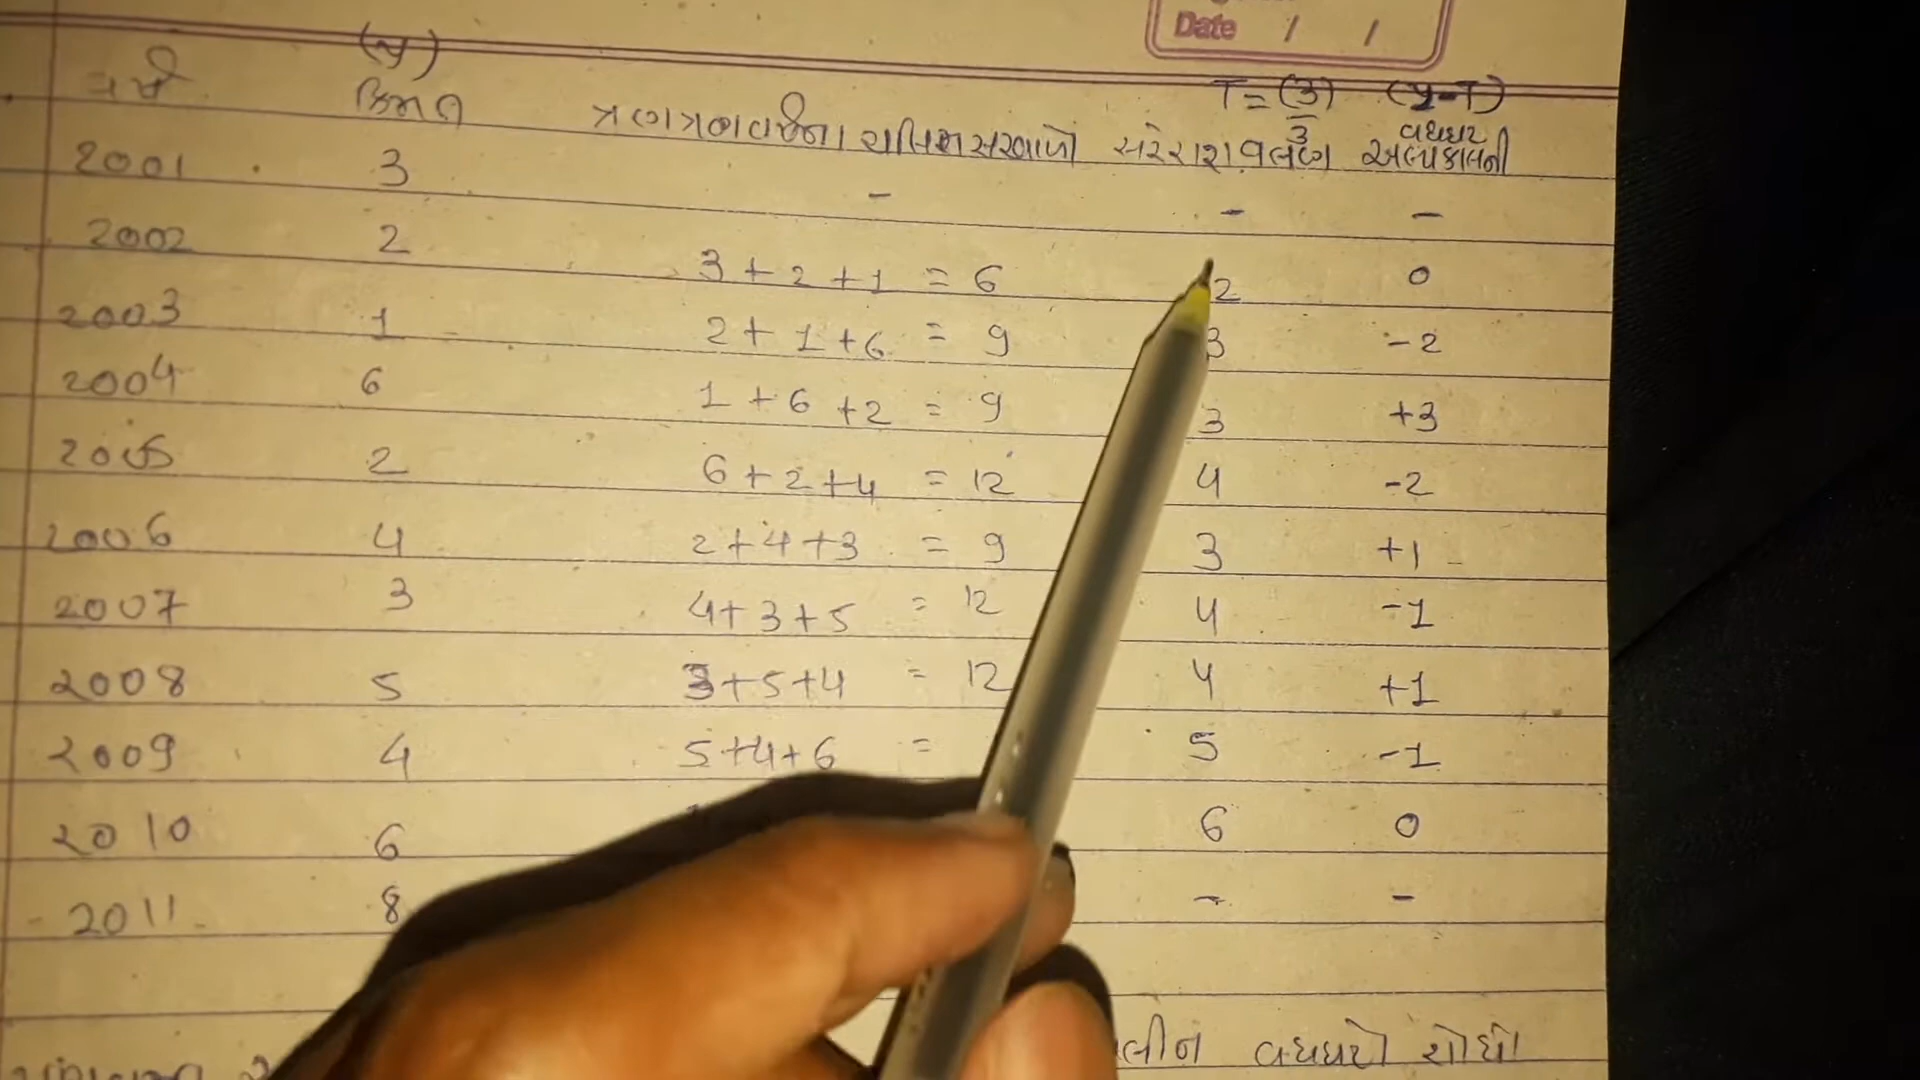 Date / /
(y) T = (3)/3 (y-T)
વર્ષ કિંમત ત્રણ ત્રણ વર્ષના ચલિત સરવાળો સરેરાશ વલણ વધઘટ અલ્પકાલની
2001 3 - - -
2002 2 3 + 2 + 1 = 6 2 0
2003 1 2 + 1 + 6 = 9 3 -2
2004 6 1 + 6 + 2 = 9 3 +3
2005 2 6 + 2 + 4 = 12 4 -2
2006 4 2 + 4 + 3 = 9 3 +1
2007 3 4 + 3 + 5 = 12 4 -1
2008 5 3 + 5 + 4 = 12 4 +1
2009 4 5 + 4 + 6 = 5 -1
2010 6 6 0
2011 8 - -
વધઘટો શોધો